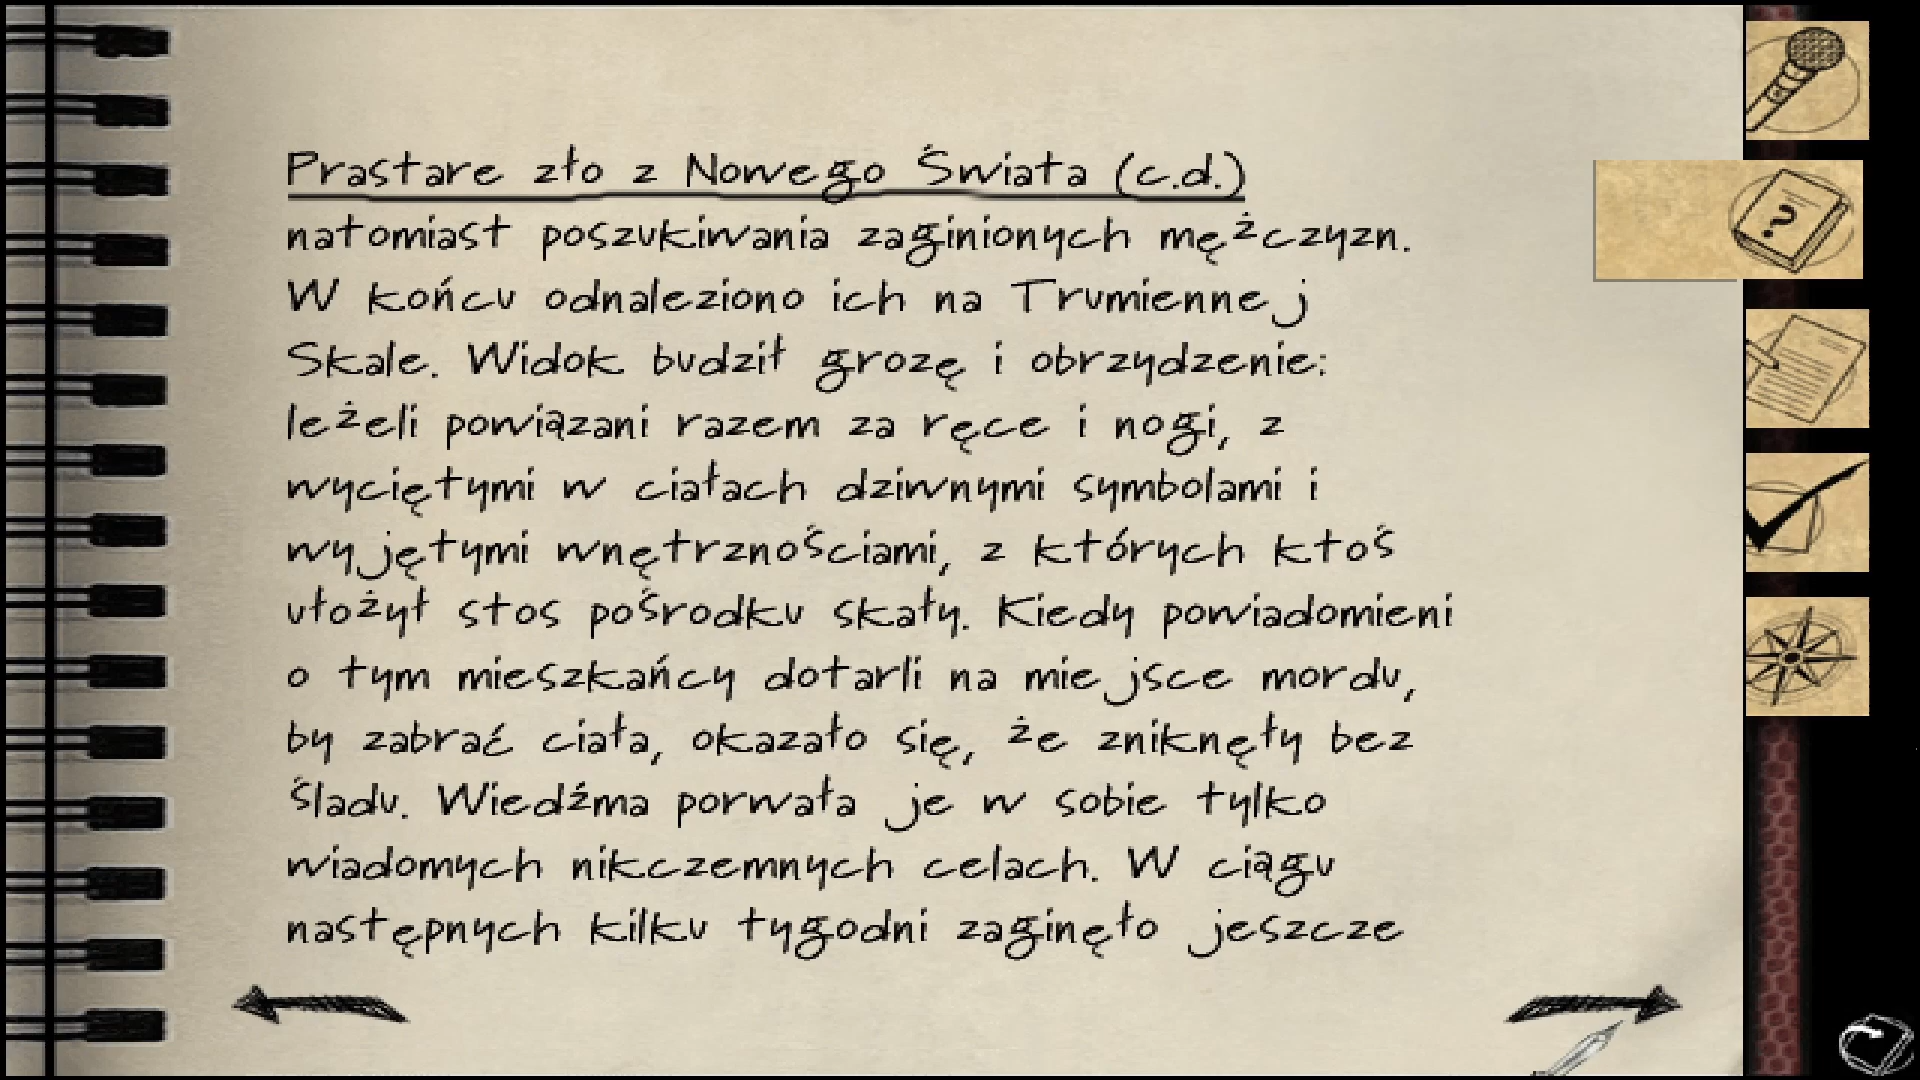 Prastare zło z Nowego Świata (c.d.)
natomiast poszukiwania zaginionych mężczyzn.
W końcu odnaleziono ich na Trumiennej
Skale. Widok budził grozę i obrzydzenie:
leżeli powiązani razem za ręce i nogi, z
wyciętymi w ciałach dziwnymi symbolami i
wyjętymi wnętrznościami, z których ktoś
ułożył stos pośrodku skały. Kiedy powiadomieni
o tym mieszkańcy dotarli na miejsce mordu,
by zabrać ciała, okazało się, że zniknęły bez
śladu. Wiedźma porwała je w sobie tylko
wiadomych nikczemnych celach. W ciągu
następnych kilku tygodni zaginęło jeszcze
?